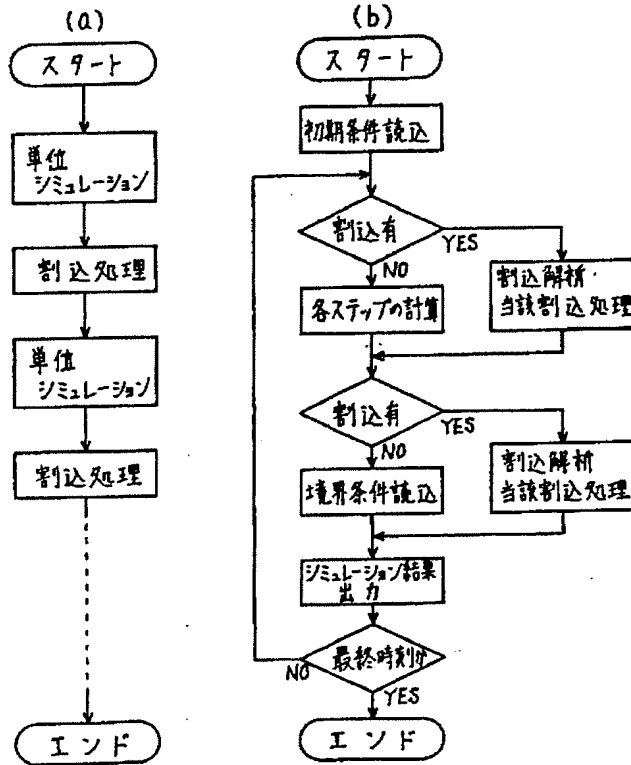 (a)
スタート
単位
シミュレーション
割込処理
単位
シミュレーション
割込処理
エンド
(b)
スタート
初期条件読込
割込有
YES
NO
割込解析・
当該割込処理
各ステップの計算
割込有
YES
NO
割込解析
当該割込処理
境界条件読込
シミュレーション結果
出力
最終時刻か
NO
YES
エンド